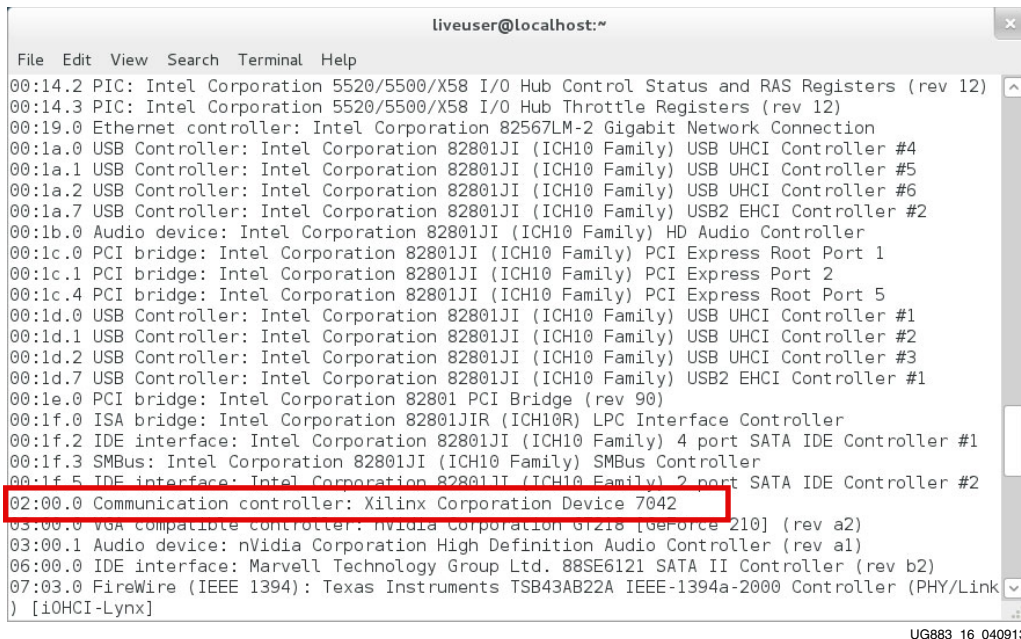 liveuser@localhost:~
File Edit View Search Terminal Help
00:14.2 PIC: Intel Corporation 5520/5500/X58 I/O Hub Control Status and RAS Registers (rev 12)
00:14.3 PIC: Intel Corporation 5520/5500/X58 I/O Hub Throttle Registers (rev 12)
00:19.0 Ethernet controller: Intel Corporation 82567LM-2 Gigabit Network Connection
00:1a.0 USB Controller: Intel Corporation 82801JI (ICH10 Family) USB UHCI Controller #4
00:1a.1 USB Controller: Intel Corporation 82801JI (ICH10 Family) USB UHCI Controller #5
00:1a.2 USB Controller: Intel Corporation 82801JI (ICH10 Family) USB UHCI Controller #6
00:1a.7 USB Controller: Intel Corporation 82801JI (ICH10 Family) USB2 EHCI Controller #2
00:1b.0 Audio device: Intel Corporation 82801JI (ICH10 Family) HD Audio Controller
00:1c.0 PCI bridge: Intel Corporation 82801JI (ICH10 Family) PCI Express Root Port 1
00:1c.1 PCI bridge: Intel Corporation 82801JI (ICH10 Family) PCI Express Port 2
00:1c.4 PCI bridge: Intel Corporation 82801JI (ICH10 Family) PCI Express Root Port 5
00:1d.0 USB Controller: Intel Corporation 82801JI (ICH10 Family) USB UHCI Controller #1
00:1d.1 USB Controller: Intel Corporation 82801JI (ICH10 Family) USB UHCI Controller #2
00:1d.2 USB Controller: Intel Corporation 82801JI (ICH10 Family) USB UHCI Controller #3
00:1d.7 USB Controller: Intel Corporation 82801JI (ICH10 Family) USB2 EHCI Controller #1
00:1e.0 PCI bridge: Intel Corporation 82801 PCI Bridge (rev 90)
00:1f.0 ISA bridge: Intel Corporation 82801JIR (ICH10R) LPC Interface Controller
00:1f.2 IDE interface: Intel Corporation 82801JI (ICH10 Family) 4 port SATA IDE Controller #1
00:1f.3 SMBus: Intel Corporation 82801JI (ICH10 Family) SMBus Controller
00:1f.5 IDE interface: Intel Corporation 82801JI (ICH10 Family) 2 port SATA IDE Controller #2
02:00.0 Communication controller: Xilinx Corporation Device 7042
03:00.0 VGA compatible controller: nVidia Corporation GT218 [GeForce 210] (rev a2)
03:00.1 Audio device: nVidia Corporation High Definition Audio Controller (rev a1)
06:00.0 IDE interface: Marvell Technology Group Ltd. 88SE6121 SATA II Controller (rev b2)
07:03.0 FireWire (IEEE 1394): Texas Instruments TSB43AB22A IEEE-1394a-2000 Controller (PHY/Link
) [iOHCI-Lynx]
UG883_16_040913